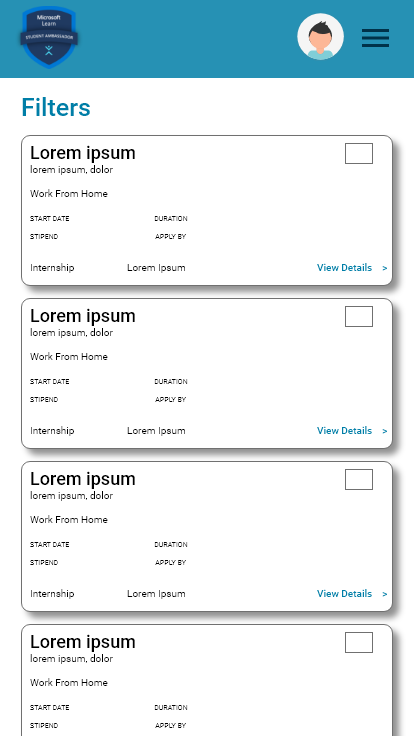 Microsoft
Learn
STUDENT AMBASSADOR
Filters
Lorem ipsum
lorem ipsum, dolor
Work From Home
START DATE DURATION
STIPEND APPLY BY
Internship Lorem Ipsum View Details >
Lorem ipsum
lorem ipsum, dolor
Work From Home
START DATE DURATION
STIPEND APPLY BY
Internship Lorem Ipsum View Details >
Lorem ipsum
lorem ipsum, dolor
Work From Home
START DATE DURATION
STIPEND APPLY BY
Internship Lorem Ipsum View Details >
Lorem ipsum
lorem ipsum, dolor
Work From Home
START DATE DURATION
STIPEND APPLY BY